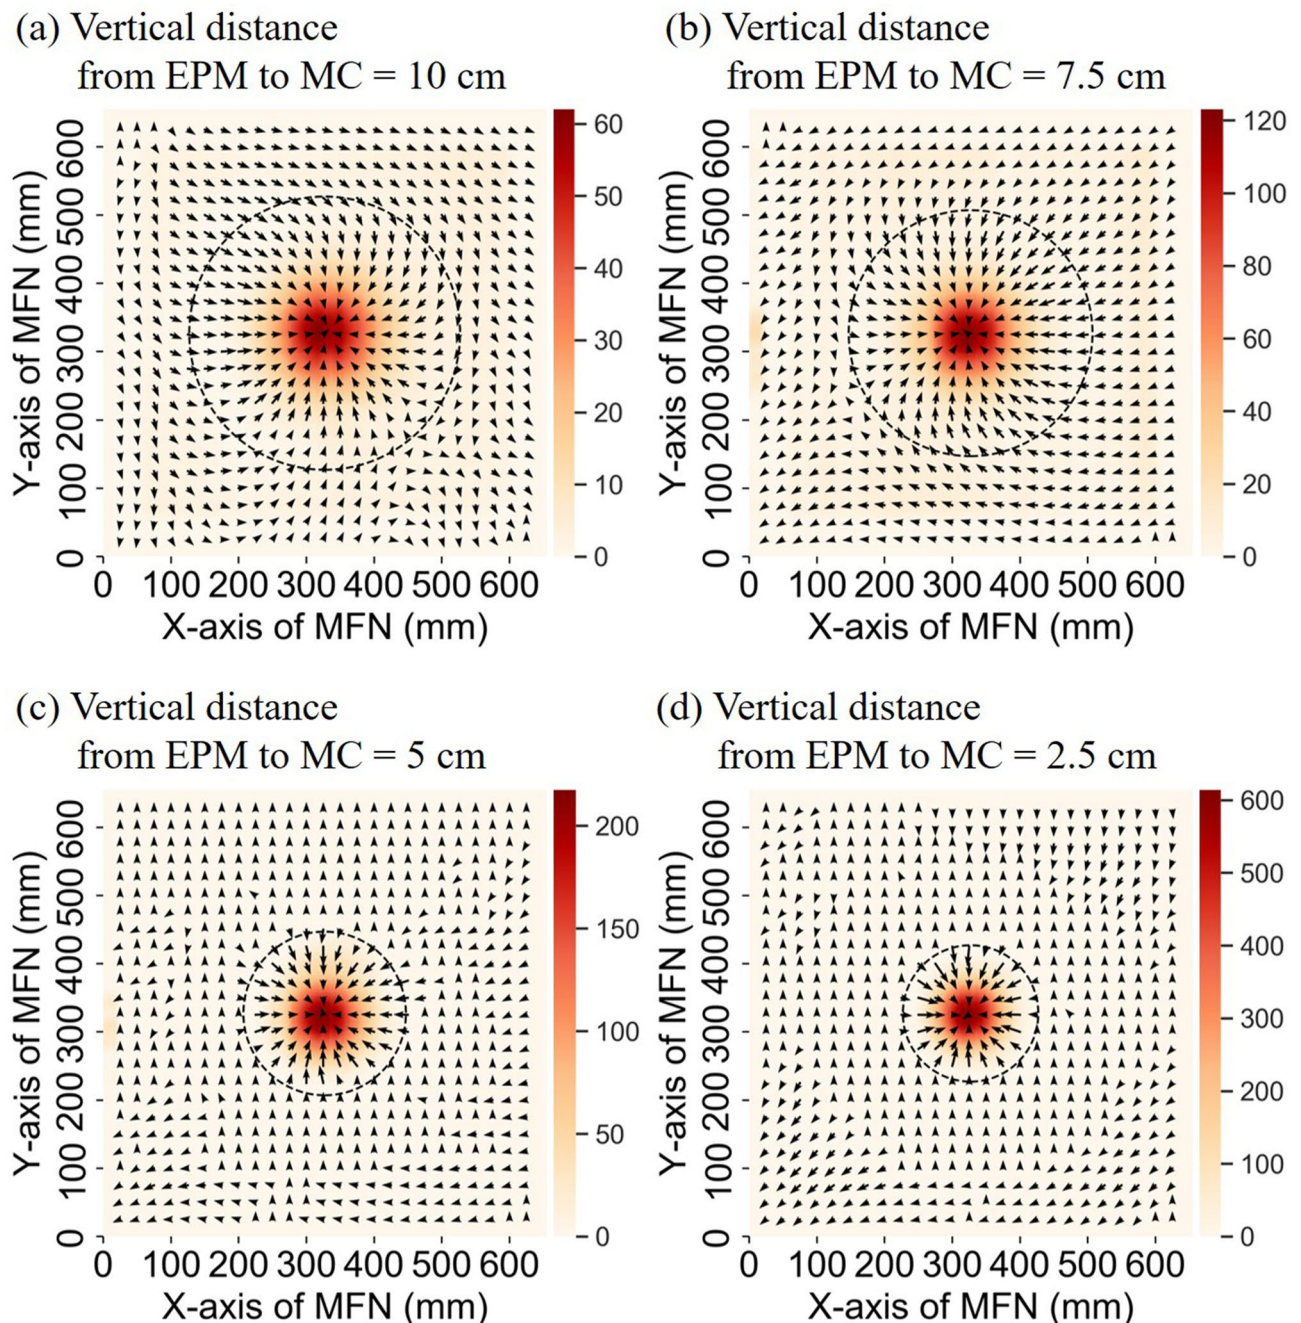 (a) Vertical distance
from EPM to MC = 10 cm
Y-axis of MFN (mm)
600
500
400
300
200
100
0
0 100 200 300 400 500 600
X-axis of MFN (mm)
60
50
40
30
20
10
0
(b) Vertical distance
from EPM to MC = 7.5 cm
Y-axis of MFN (mm)
600
500
400
300
200
100
0
0 100 200 300 400 500 600
X-axis of MFN (mm)
120
100
80
60
40
20
0
(c) Vertical distance
from EPM to MC = 5 cm
Y-axis of MFN (mm)
600
500
400
300
200
100
0
0 100 200 300 400 500 600
X-axis of MFN (mm)
200
150
100
50
0
(d) Vertical distance
from EPM to MC = 2.5 cm
Y-axis of MFN (mm)
600
500
400
300
200
100
0
0 100 200 300 400 500 600
X-axis of MFN (mm)
600
500
400
300
200
100
0